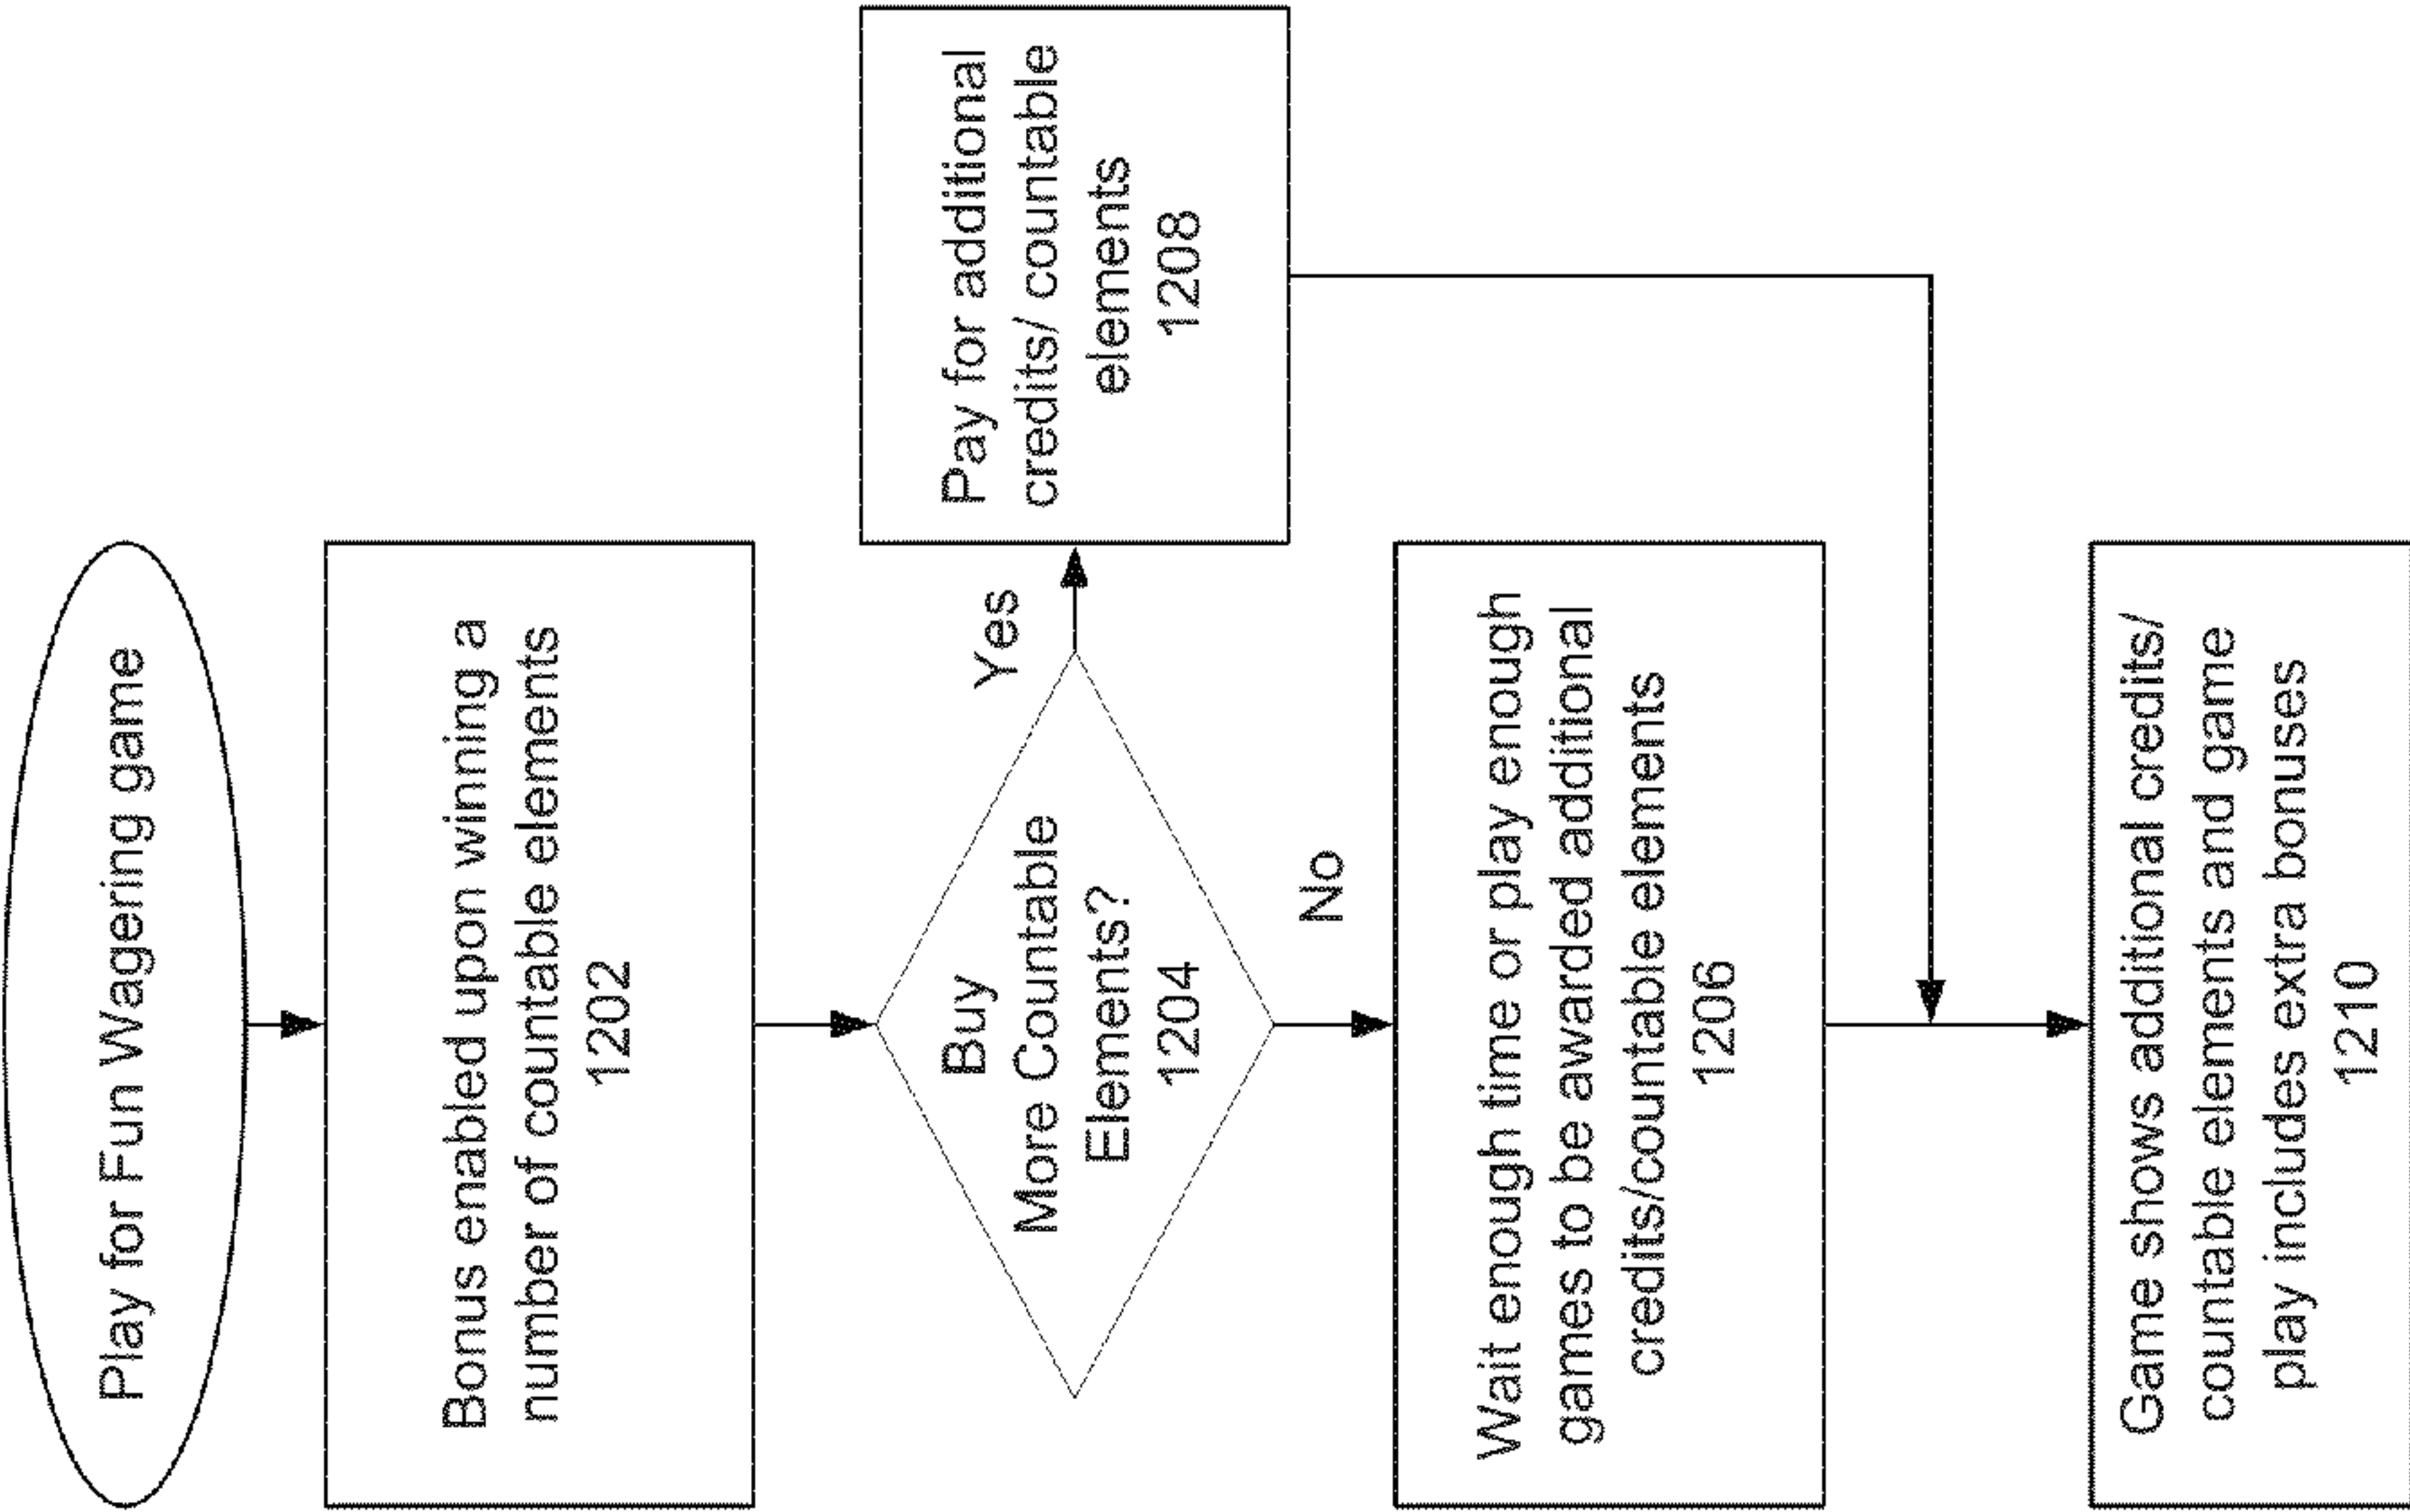 Play for Fun Wagering game
Bonus enabled upon winning a
number of countable elements
1202
Buy
More Countable
Elements?
1204
Yes
Pay for additional
credits/ countable
elements
1208
No
Wait enough time or play enough
games to be awarded additional
credits/countable elements
1206
Game shows additional credits/
countable elements and game
play includes extra bonuses
1210